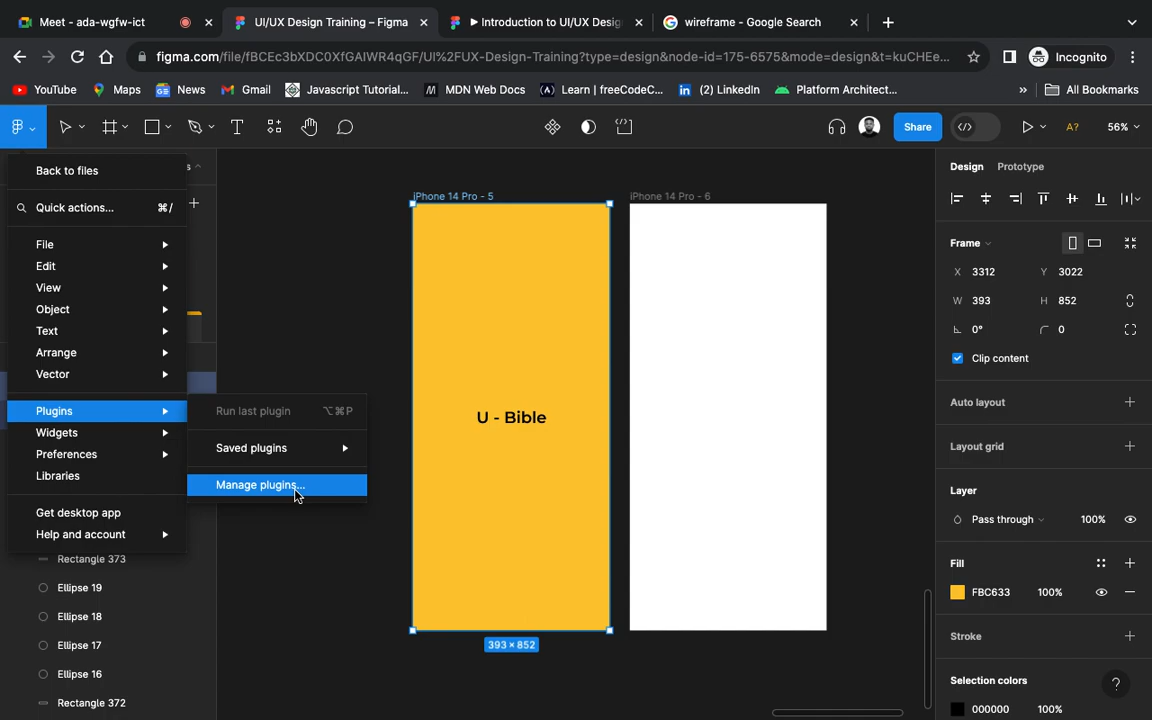 Meet - ada-wgfw-ict
UI/UX Design Training – Figma
▶ Introduction to UI/UX Desig
wireframe - Google Search
figma.com/file/fBCEc3bXDC0XfGAlWR4qGF/UI%2FUX-Design-Training?type=design&node-id=175-6575&mode=design&t=kuCHEe...
Incognito
YouTube
Maps
News
Gmail
Javascript Tutorial...
MDN Web Docs
Learn | freeCodeC...
(2) LinkedIn
Platform Architect...
»
All Bookmarks
Share
A?
56%
Back to files
Quick actions... ⌘/
File
Edit
View
Object
Text
Arrange
Vector
Plugins
Widgets
Preferences
Libraries
Get desktop app
Help and account
Run last plugin ⌥⌘P
Saved plugins
Manage plugins...
Rectangle 373
Ellipse 19
Ellipse 18
Ellipse 17
Ellipse 16
Rectangle 372
iPhone 14 Pro - 5
iPhone 14 Pro - 6
U - Bible
393 × 852
Design Prototype
Frame
X 3312 Y 3022
W 393 H 852
0° 0
Clip content
Auto layout
Layout grid
Layer
Pass through 100%
Fill
FBC633 100%
Stroke
Selection colors
000000 100%
?